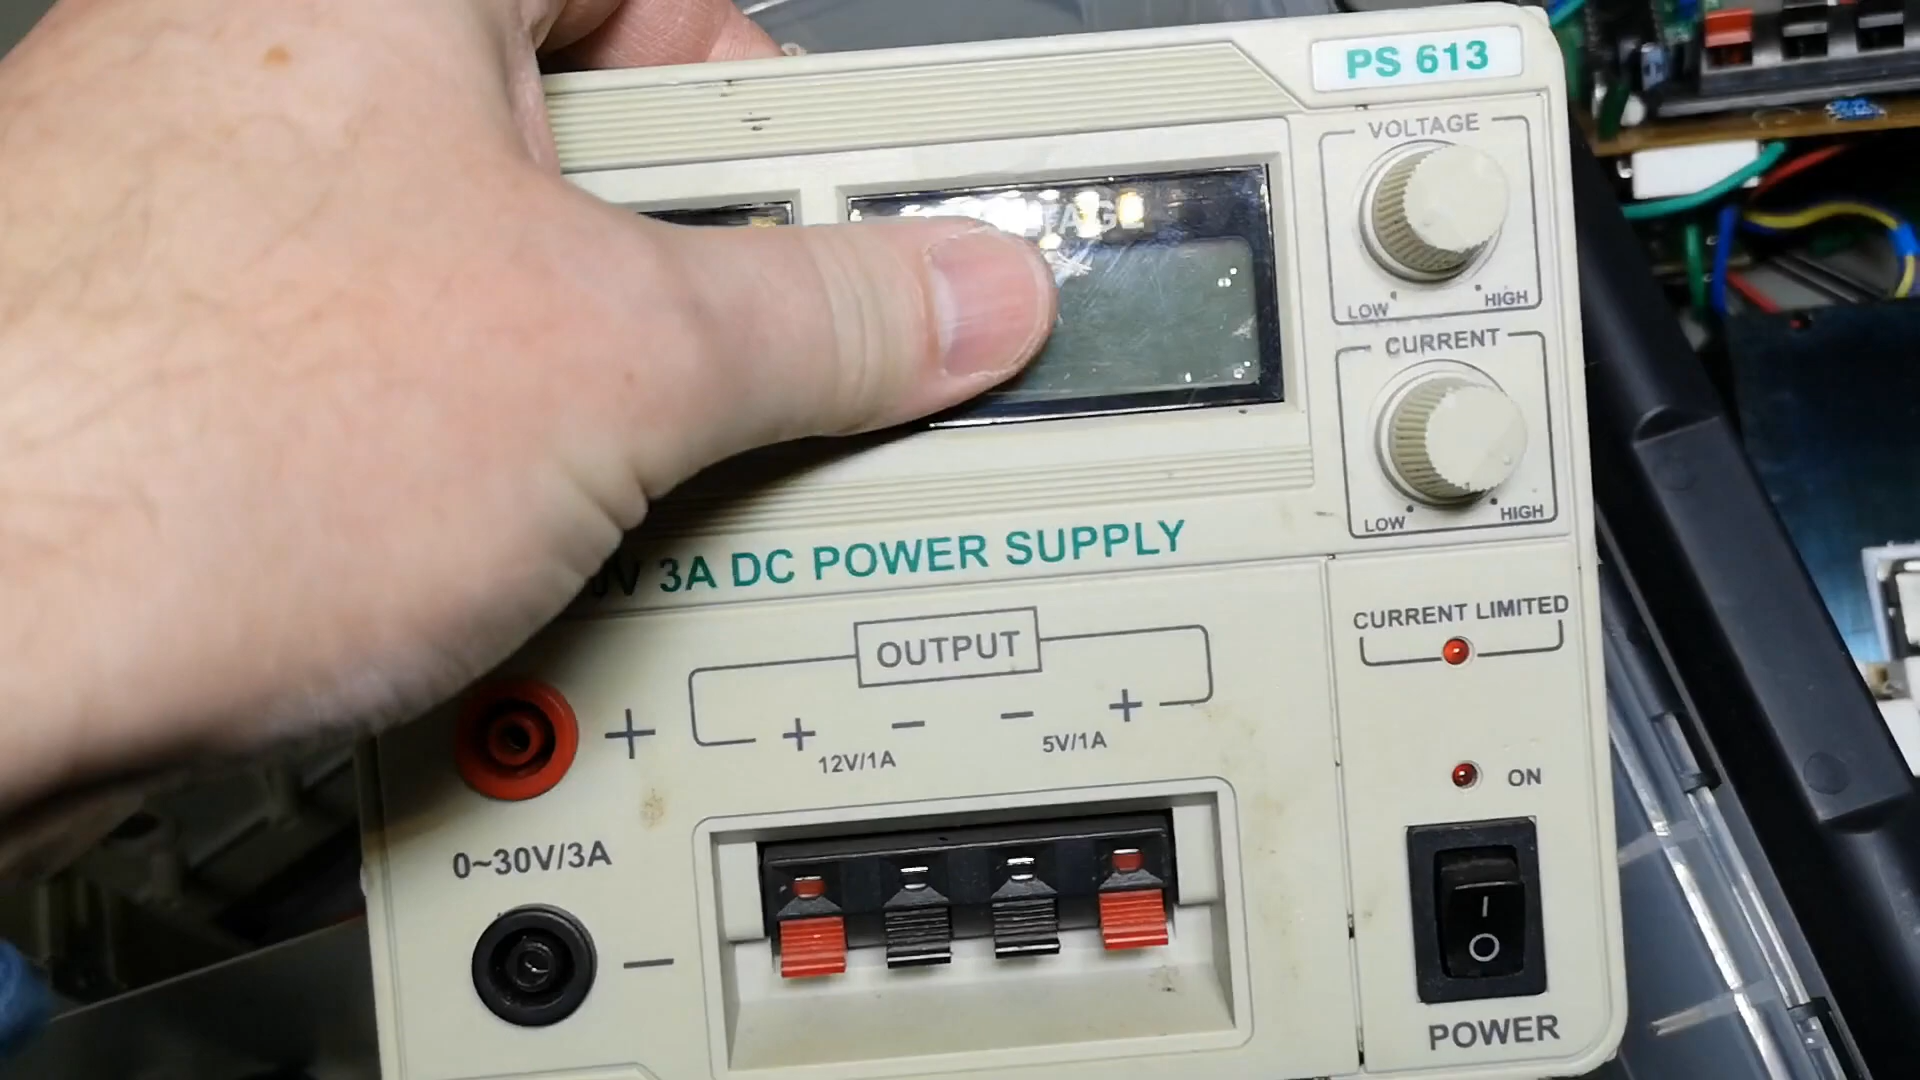 PS 613
VOLTAGE
LOW HIGH
CURRENT
LOW HIGH
0V 3A DC POWER SUPPLY
OUTPUT
+ − − +
12V/1A 5V/1A
CURRENT LIMITED
+
ON
0~30V/3A
−
I
O
POWER